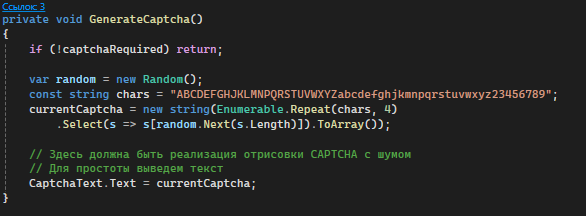 Ссылок: 3
private void GenerateCaptcha()
{
if (!captchaRequired) return;
var random = new Random();
const string chars = "ABCDEFGHJKLMNPQRSTUVWXYZabcdefghjkmnpqrstuvwxyz23456789";
currentCaptcha = new string(Enumerable.Repeat(chars, 4)
.Select(s => s[random.Next(s.Length)]).ToArray());
// Здесь должна быть реализация отрисовки CAPTCHA с шумом
// Для простоты выведем текст
CaptchaText.Text = currentCaptcha;
}